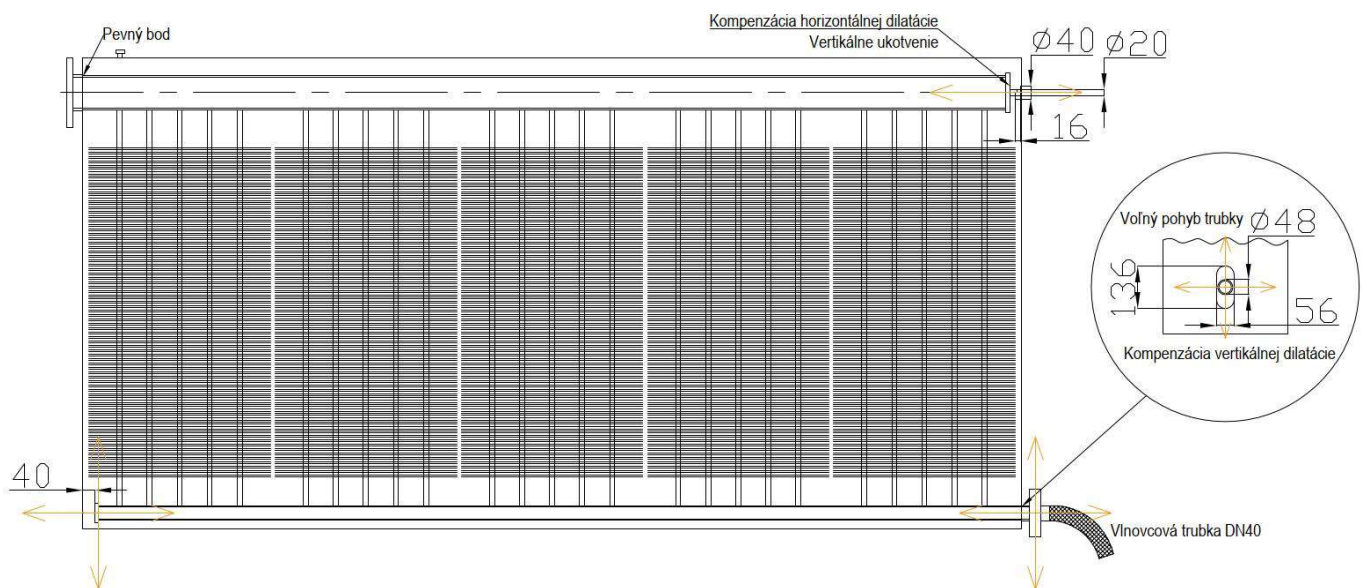 Pevný bod
Kompenzácia horizontálnej dilatácie
Vertikálne ukotvenie
Ø40
Ø20
16
Voľný pohyb trubky
Ø48
136
56
Kompenzácia vertikálnej dilatácie
40
Vlnovcová trubka DN40